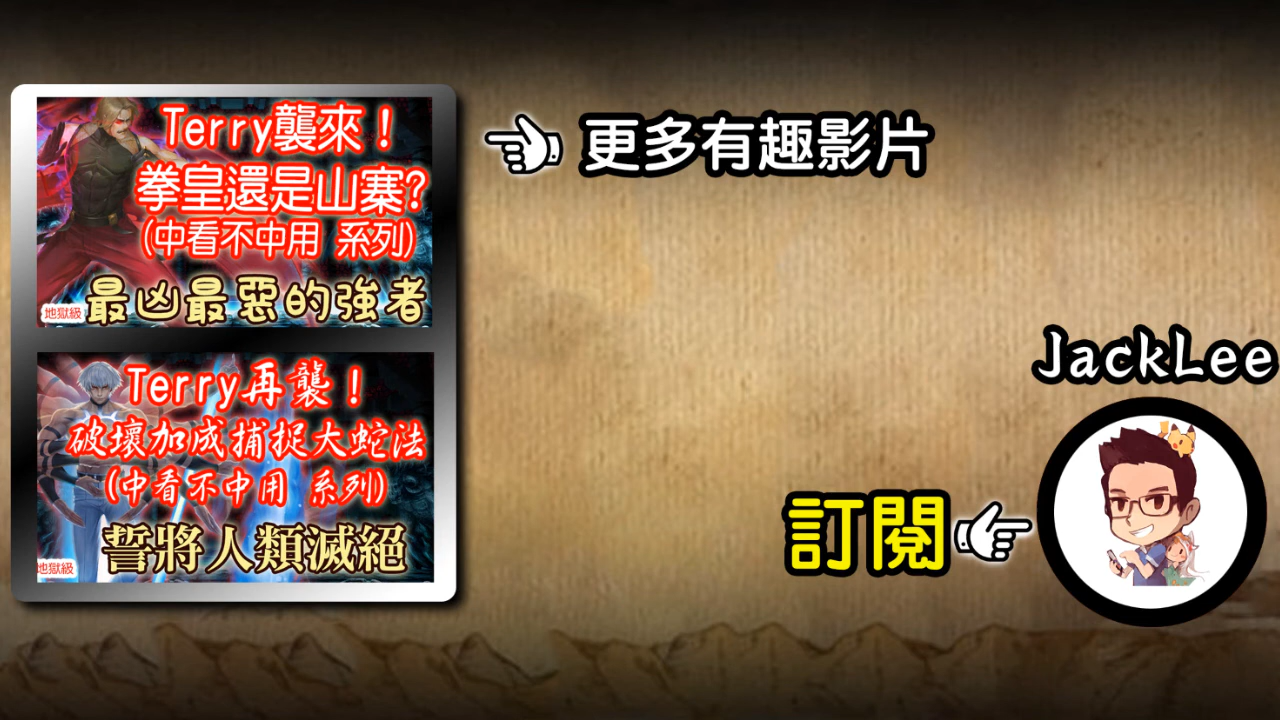 Terry襲來！
拳皇還是山寨?
(中看不中用 系列)
地獄級
最凶最惡的強者
Terry再襲！
破壞加成捕捉大蛇法
(中看不中用 系列)
誓將人類滅絕
地獄級
更多有趣影片
JackLee
訂閱